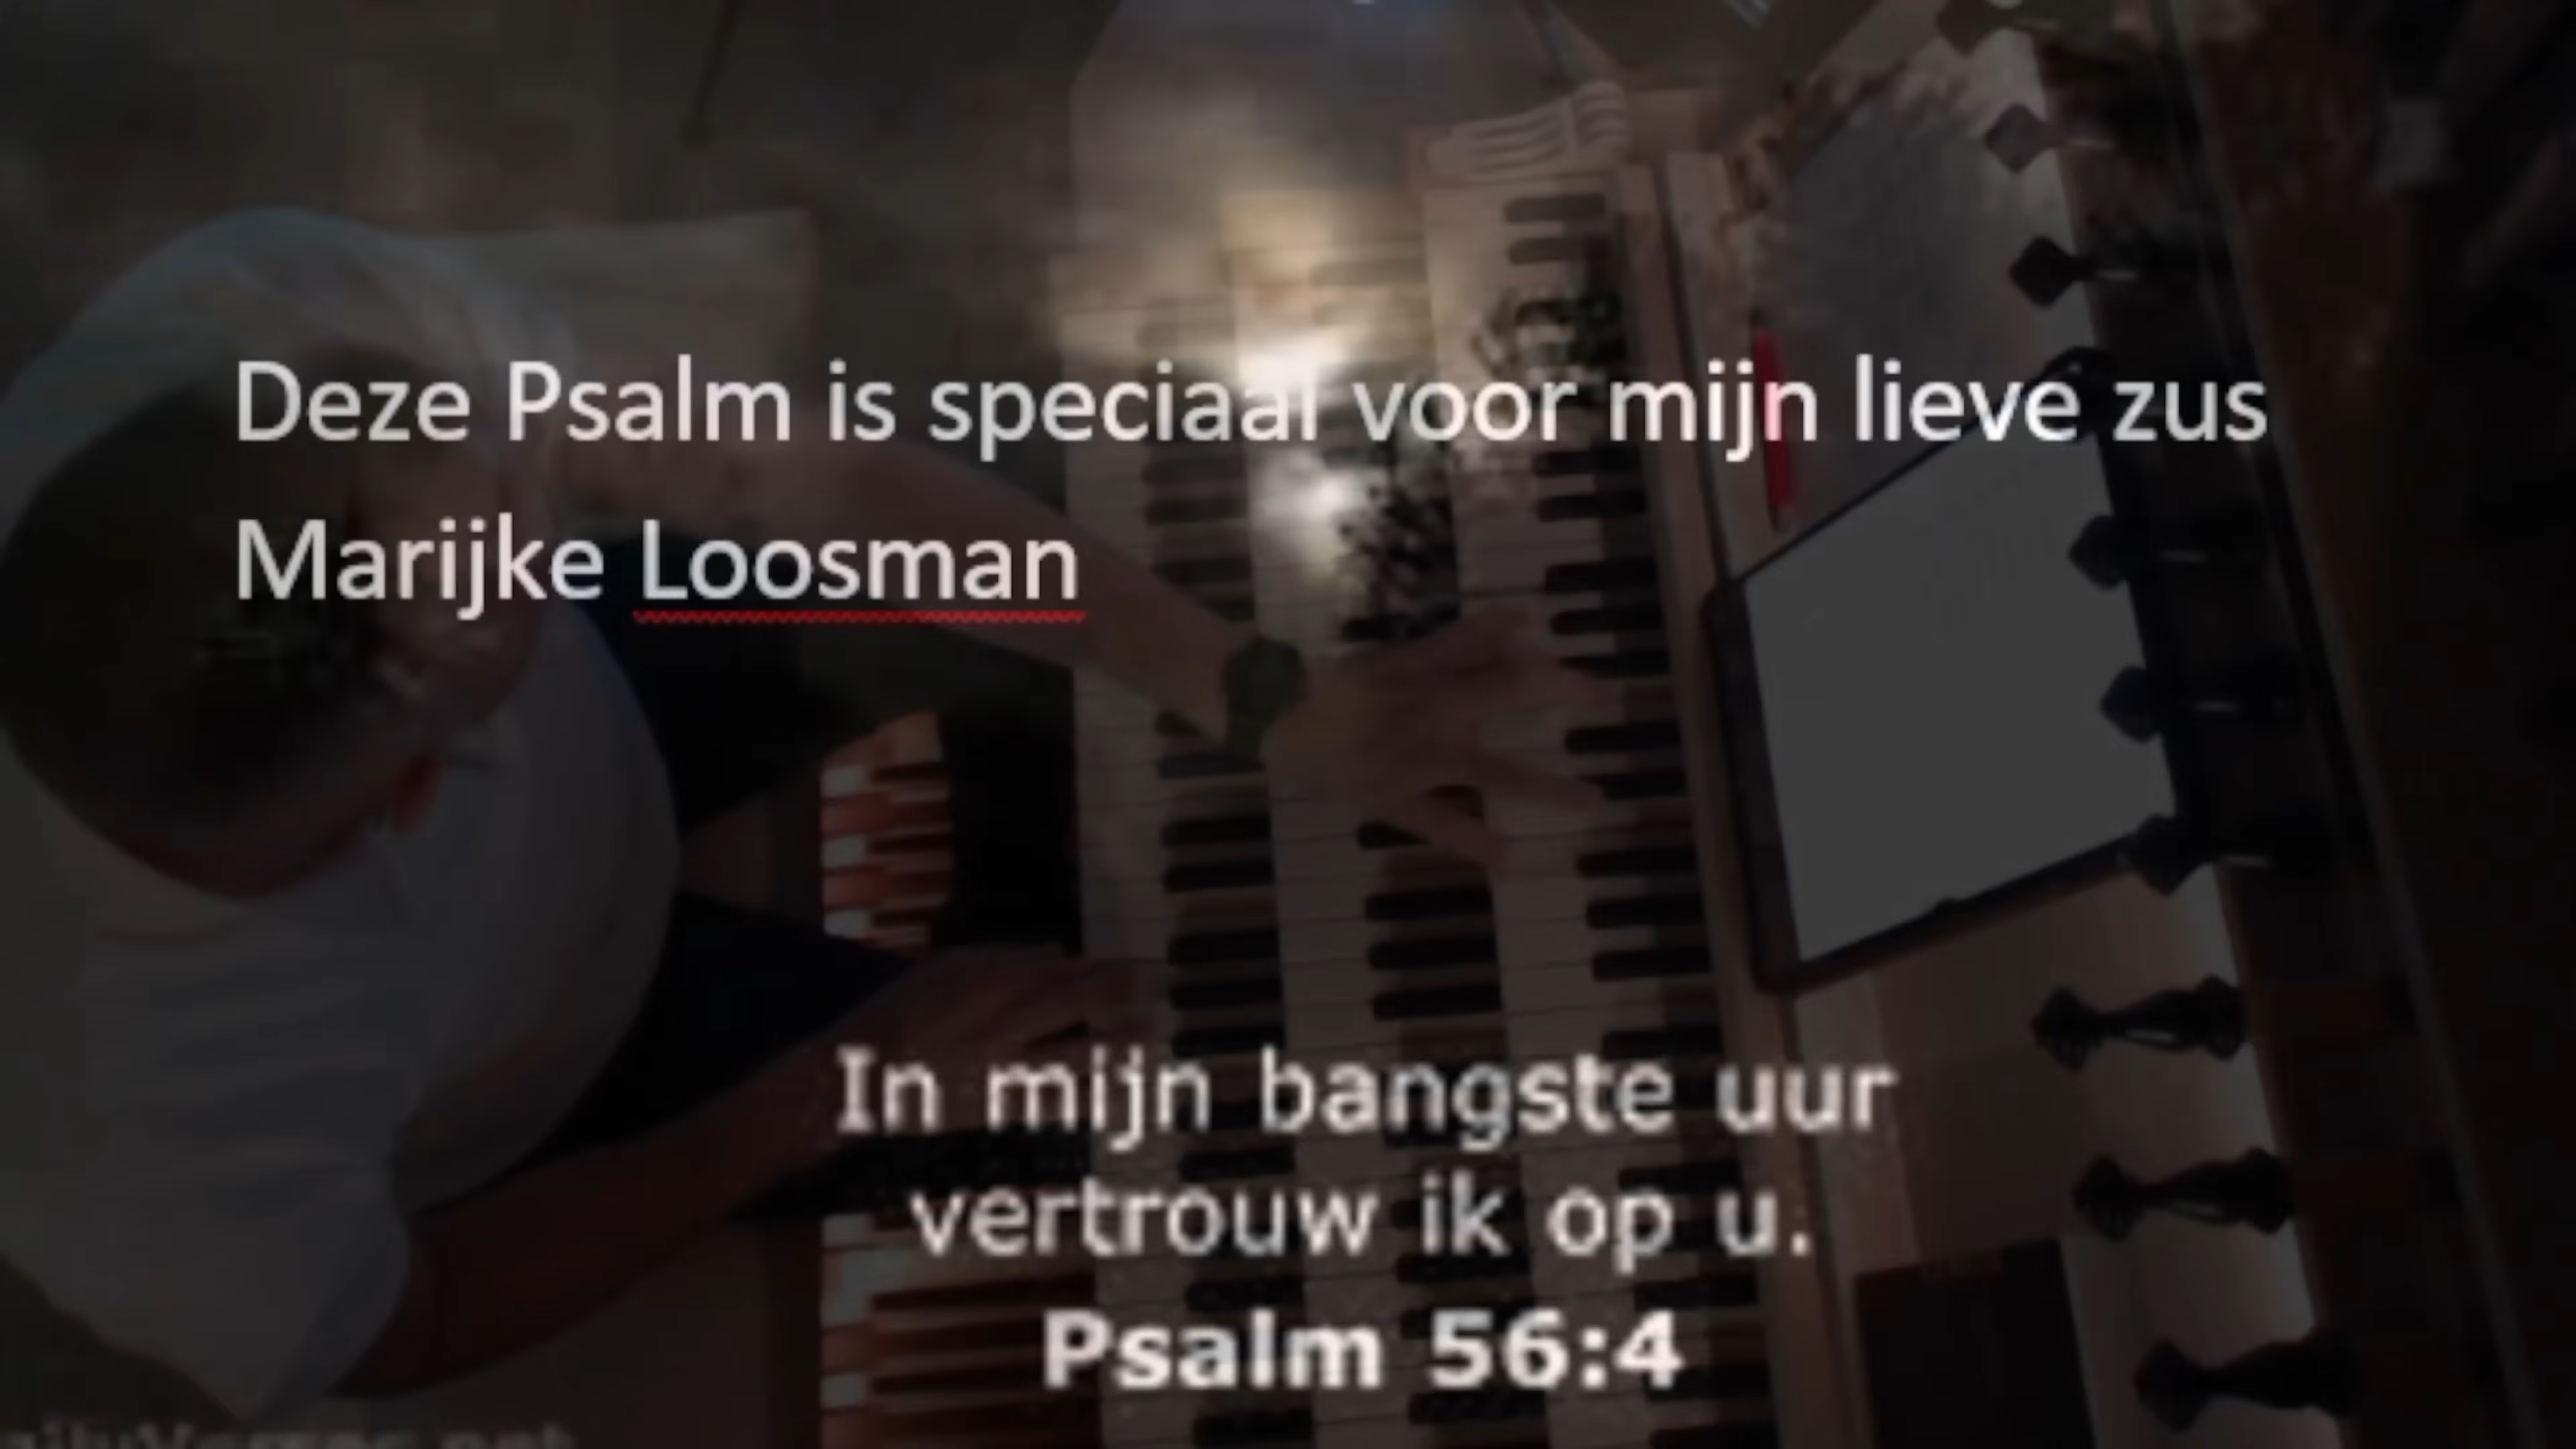 Deze Psalm is speciaal voor mijn lieve zus
Marijke Loosman
In mijn bangste uur
vertrouw ik op u.
Psalm 56:4